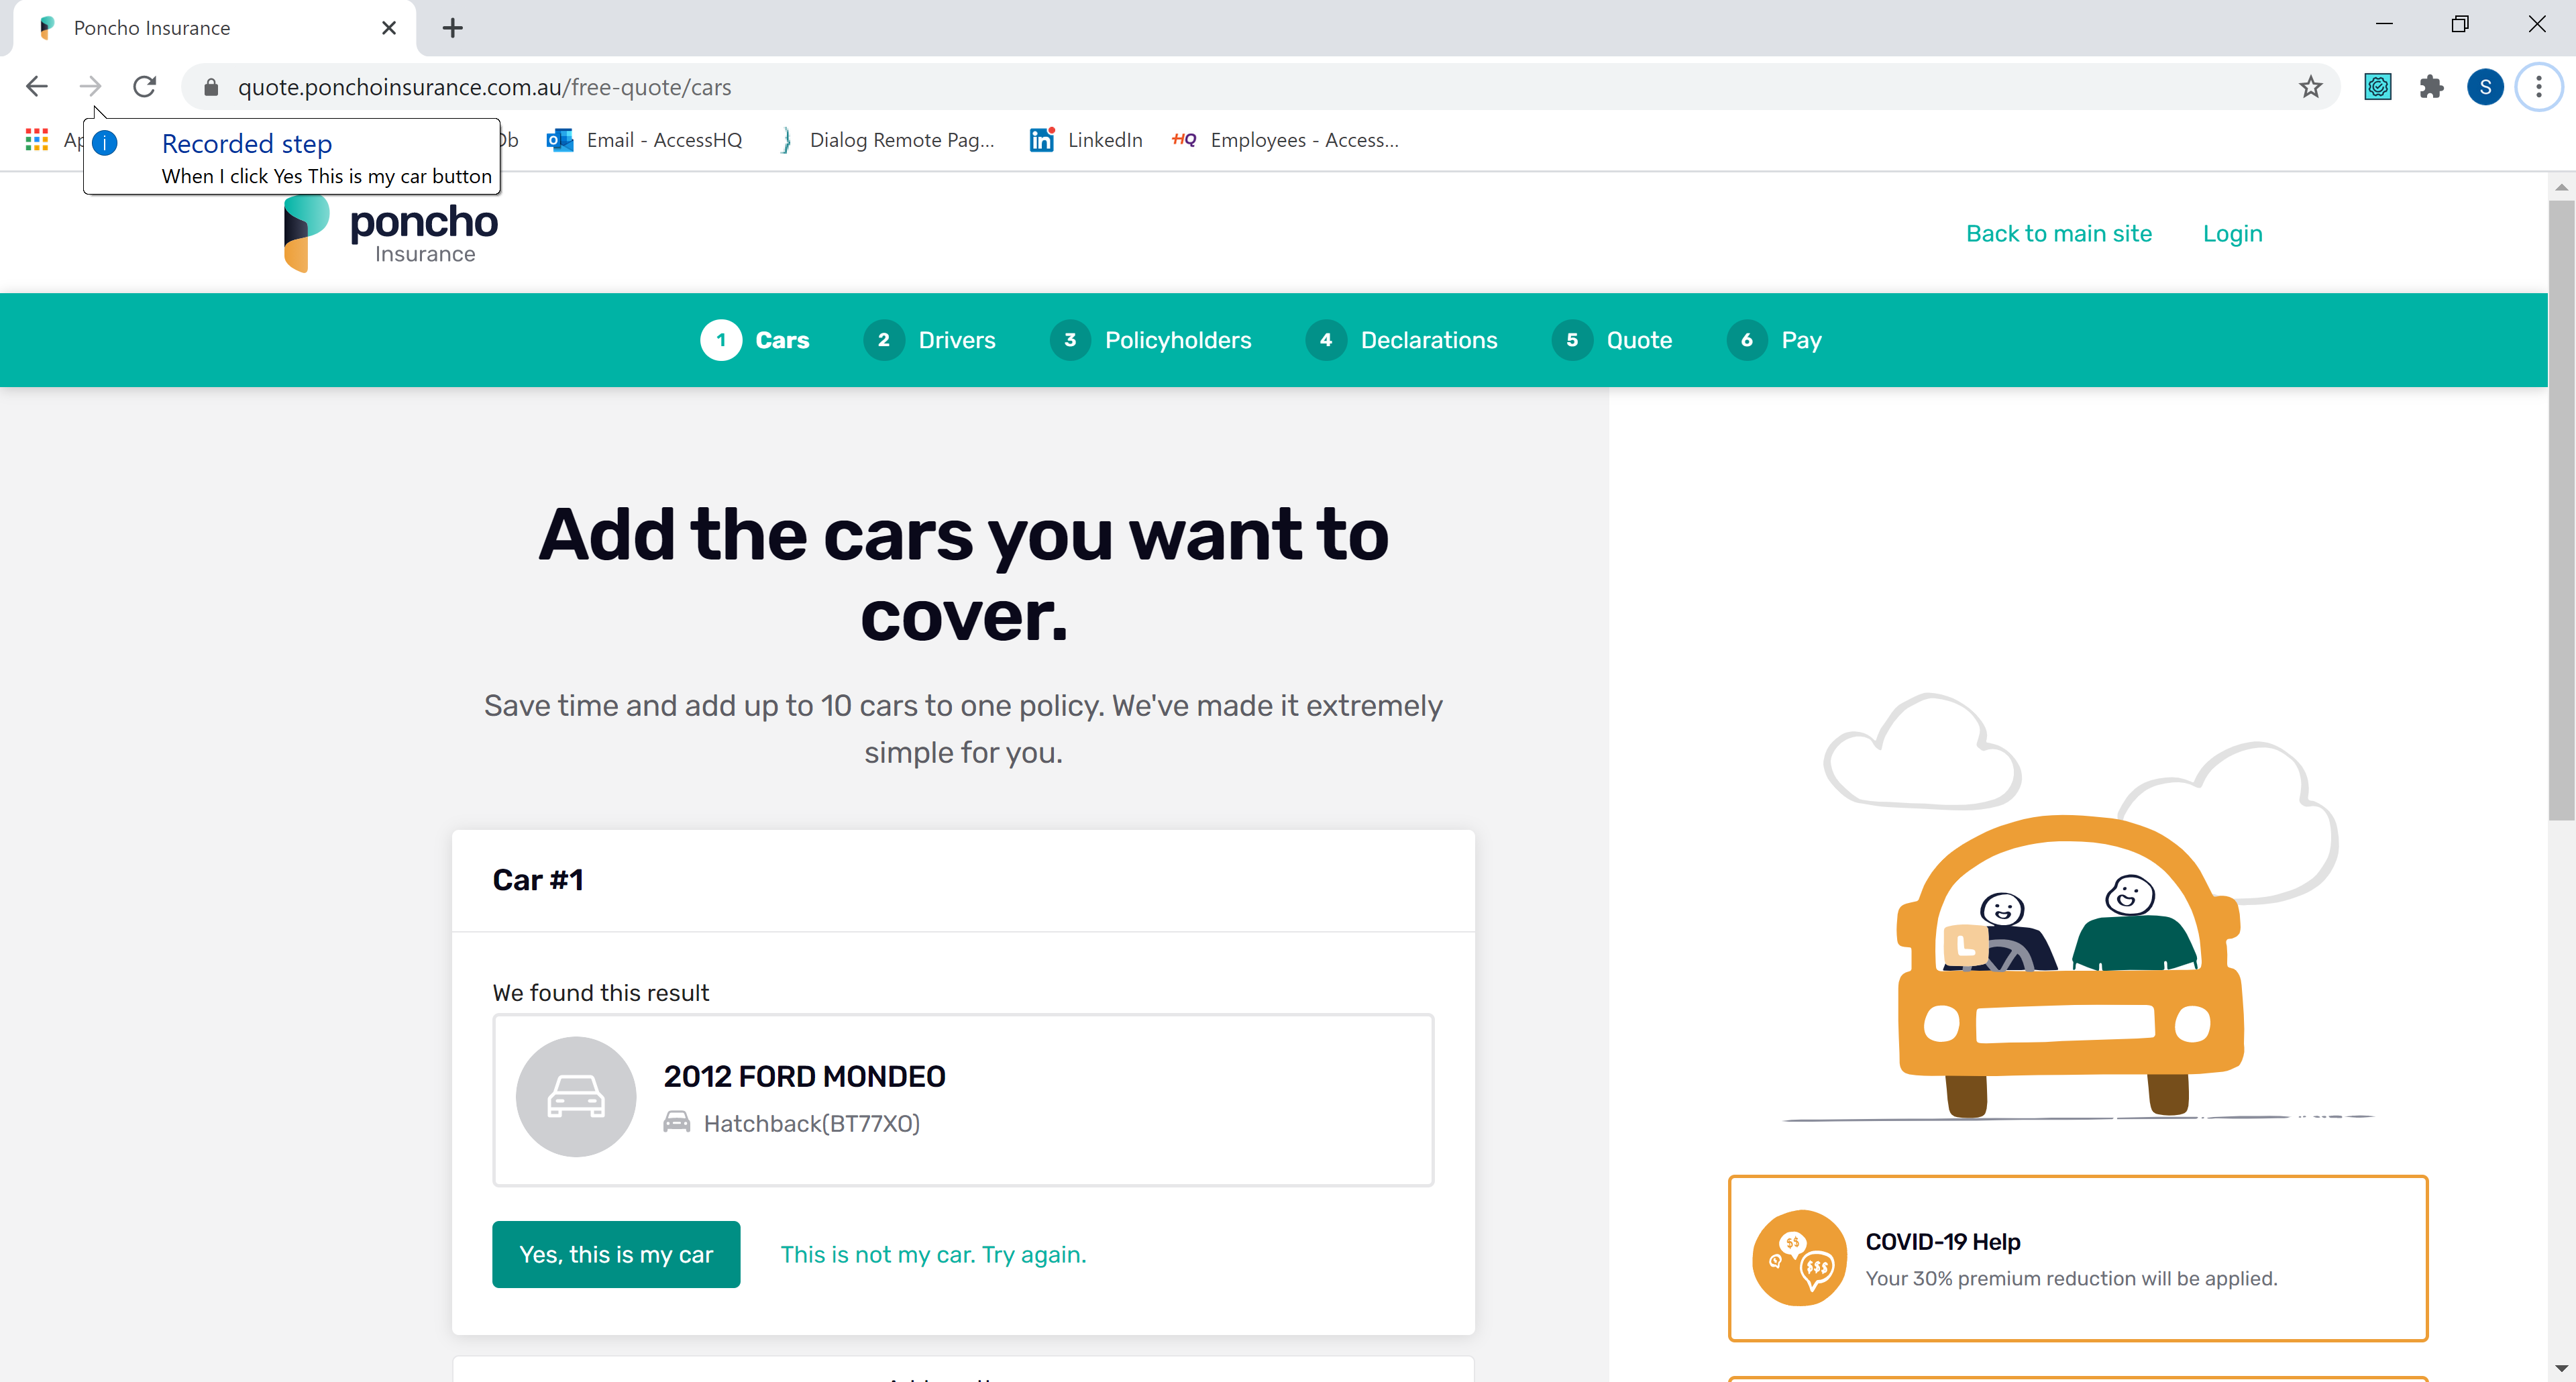 Poncho Insurance
quote.ponchoinsurance.com.au/free-quote/cars
S
Email - AccessHQ
Dialog Remote Pag...
LinkedIn
HQ Employees - Access...
Recorded step
When I click Yes This is my car button
poncho
Insurance
Back to main site
Login
1 Cars
2 Drivers
3 Policyholders
4 Declarations
5 Quote
6 Pay
Add the cars you want to
cover.
Save time and add up to 10 cars to one policy. We've made it extremely
simple for you.
Car #1
We found this result
2012 FORD MONDEO
Hatchback(BT77XO)
Yes, this is my car
This is not my car. Try again.
L
$$
$$$
COVID-19 Help
Your 30% premium reduction will be applied.